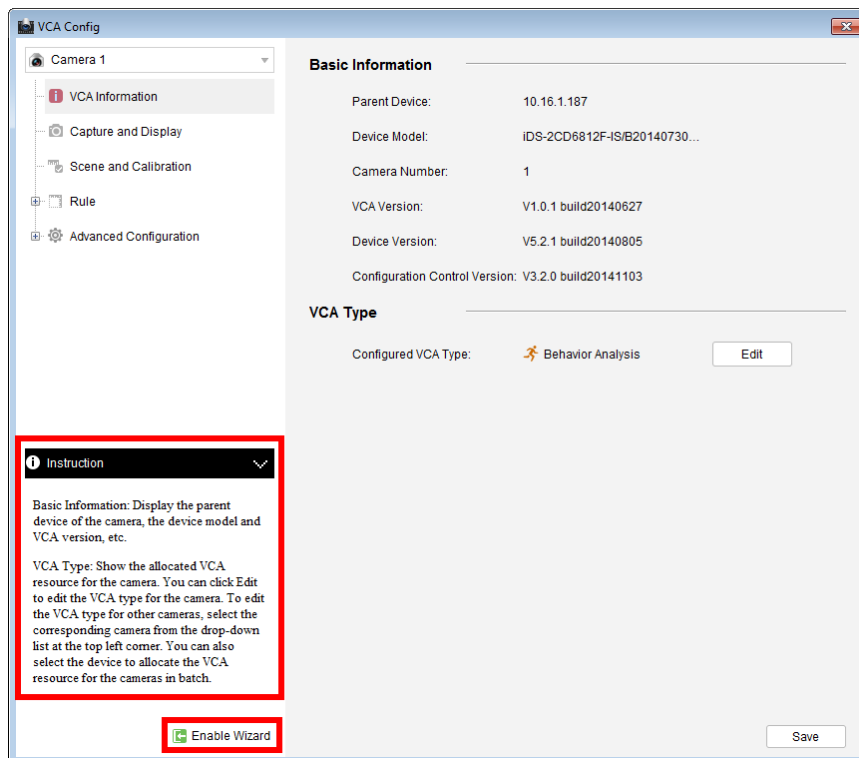 VCA Config
Camera 1
VCA Information
Capture and Display
Scene and Calibration
Rule
Advanced Configuration
Instruction
Basic Information: Display the parent
device of the camera, the device model and
VCA version, etc.
VCA Type: Show the allocated VCA
resource for the camera. You can click Edit
to edit the VCA type for the camera. To edit
the VCA type for other cameras, select the
corresponding camera from the drop-down
list at the top left corner. You can also
select the device to allocate the VCA
resource for the cameras in batch.
Enable Wizard
Basic Information
Parent Device: 10.16.1.187
Device Model: iDS-2CD6812F-IS/B20140730...
Camera Number: 1
VCA Version: V1.0.1 build20140627
Device Version: V5.2.1 build20140805
Configuration Control Version: V3.2.0 build20141103
VCA Type
Configured VCA Type: Behavior Analysis Edit
Save